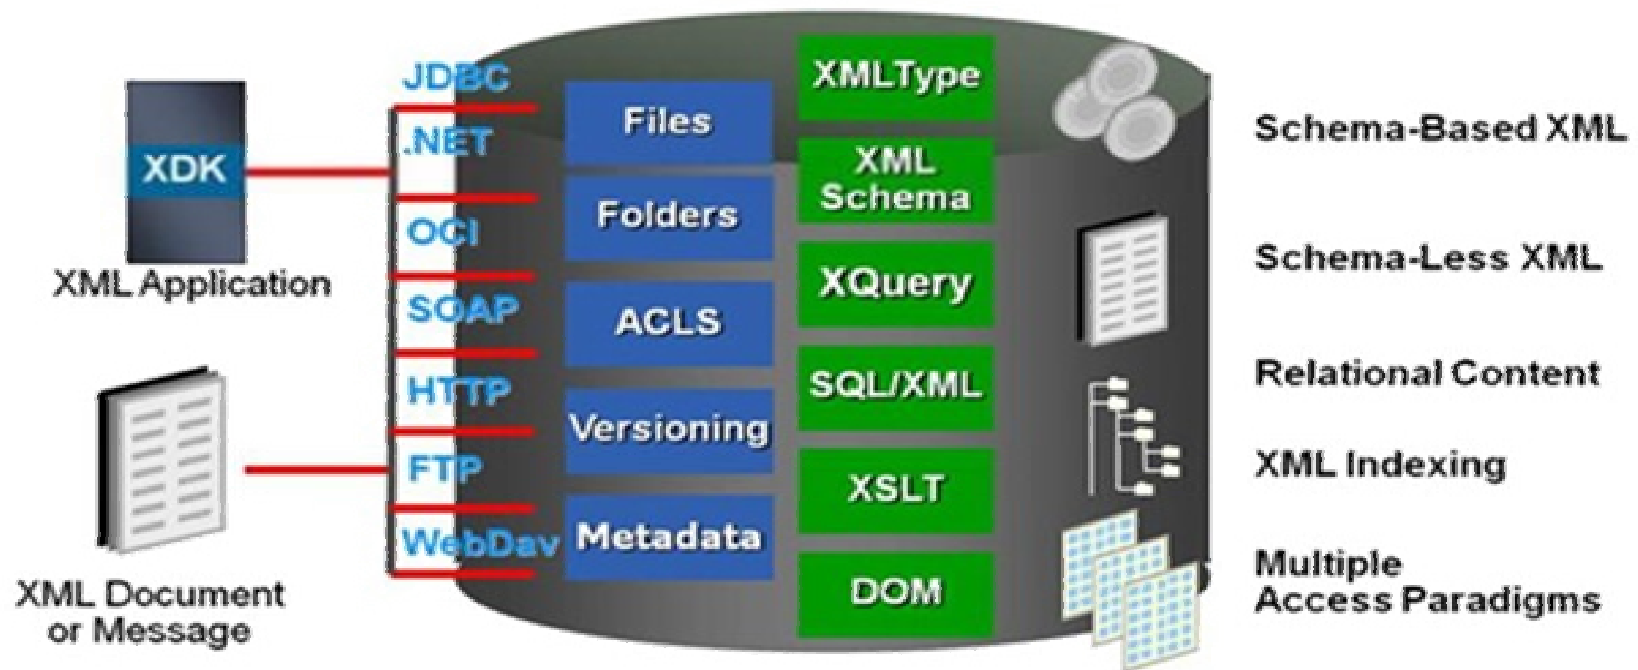 XDK
XML Application
XML Document
or Message
JDBC
.NET
OCI
SOAP
HTTP
FTP
WebDav
Files
Folders
ACLS
Versioning
Metadata
XMLType
XML
Schema
XQuery
SQL/XML
XSLT
DOM
Schema-Based XML
Schema-Less XML
Relational Content
XML Indexing
Multiple
Access Paradigms